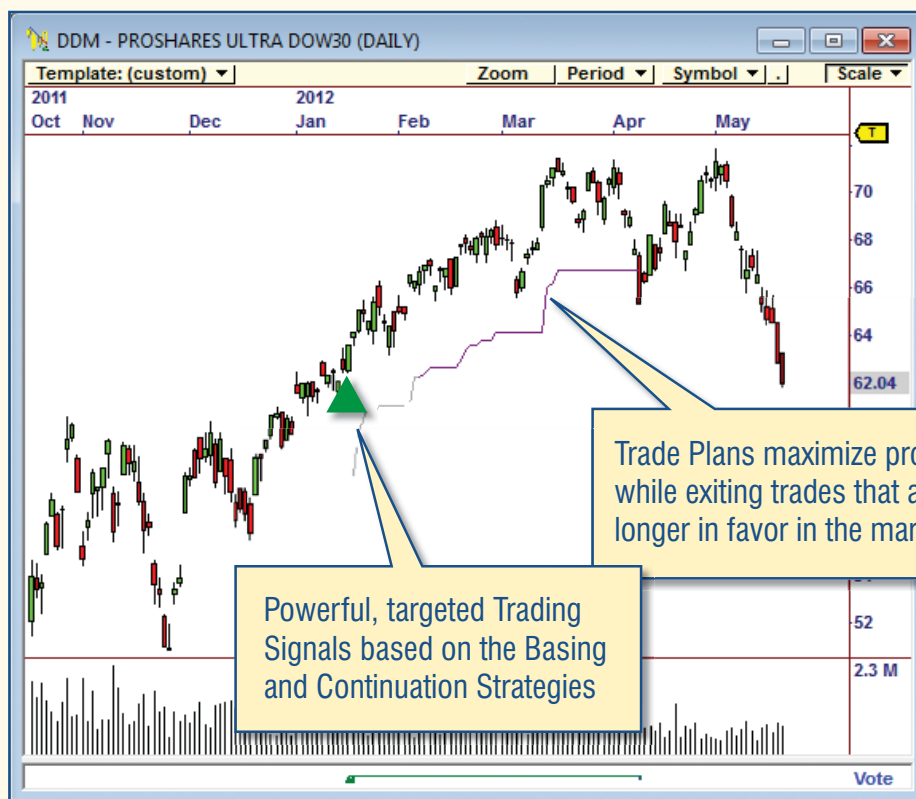 DDM - PROSHARES ULTRA DOW30 (DAILY)
Template: (custom) Zoom Period Symbol . Scale
2011 2012
Oct Nov Dec Jan Feb Mar Apr May
T
70
68
66
64
62.04
Trade Plans maximize
while exiting trades that
longer in favor in the
Powerful, targeted Trading
Signals based on the Basing
and Continuation Strategies
52
2.3 M
Vote